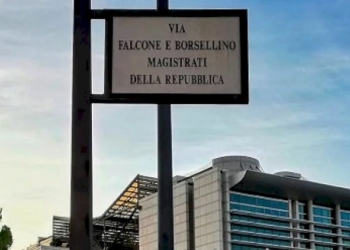 VIA
FALCONE E BORSELLINO
MAGISTRATI
DELLA REPUBBLICA